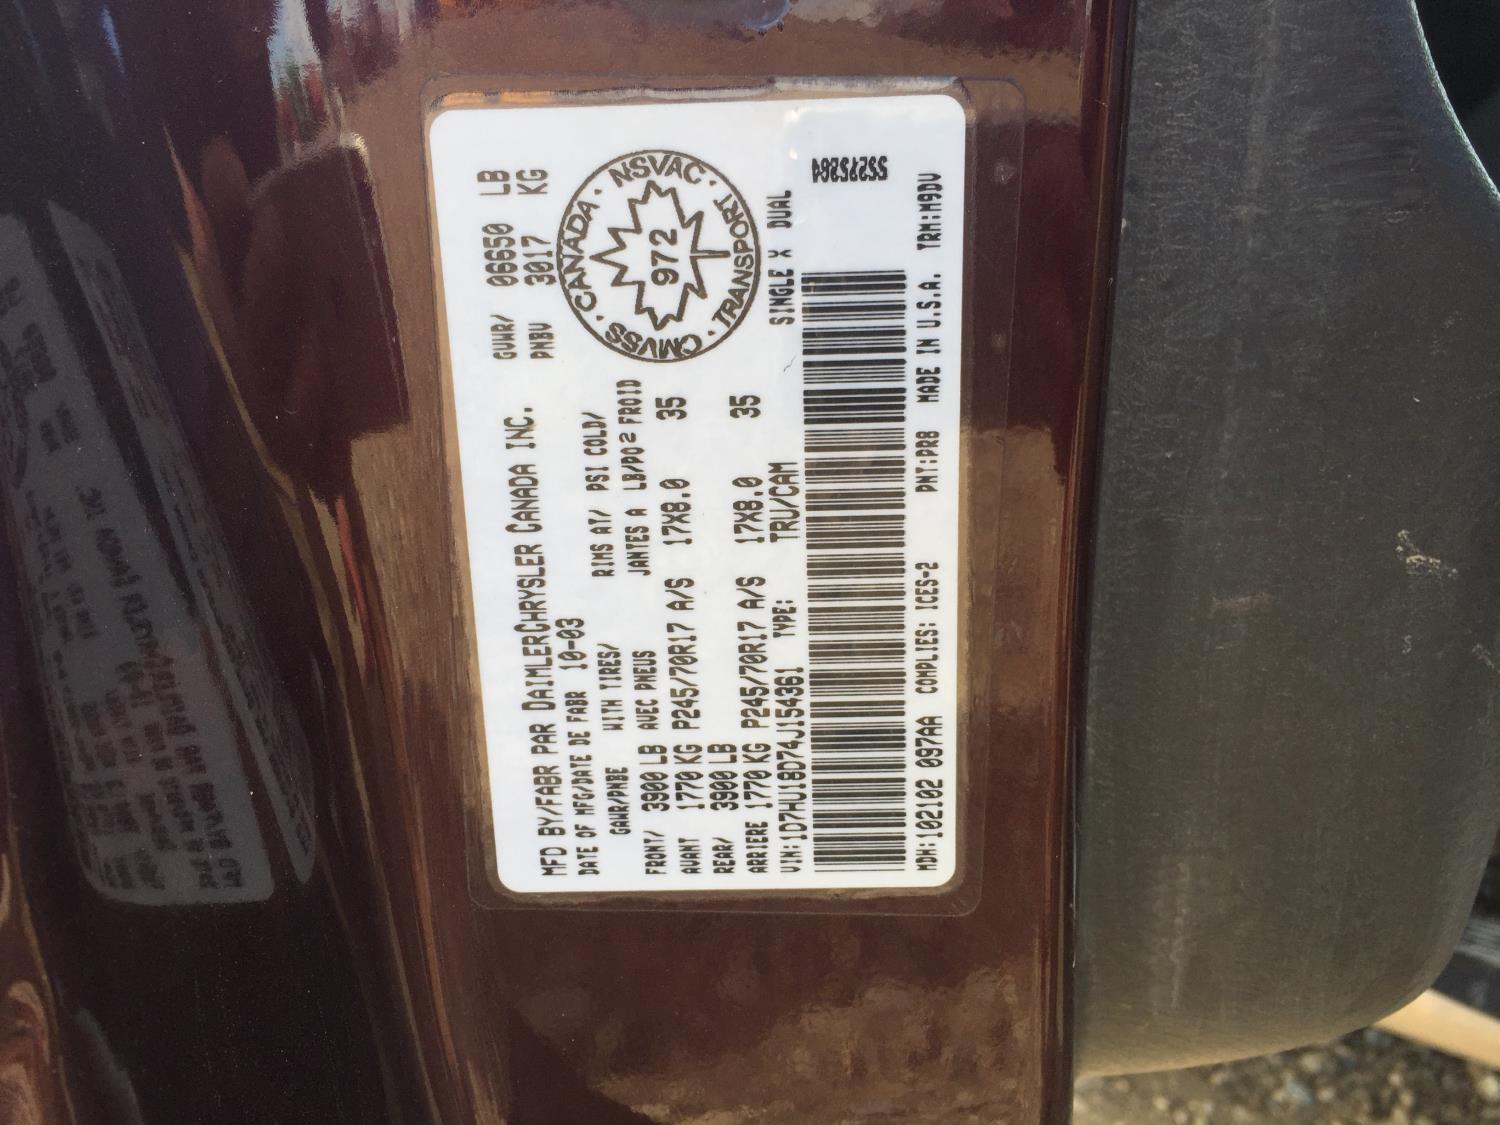 MFD BY/FABR PAR DAIMLERCHRYSLER CANADA INC.
DATE OF MFG/DATE DE FABR 10-03
GVWR/ 06650 LB
PNBV 3017 KG
GAWR/PNBE WITH TIRES/ RIMS AT/ PSI COLD/
AVEC PNEUS JANTES A LB/PO2 FROID
FRONT/ 3900 LB
AVANT 1770 KG P245/70R17 A/S 17X8.0 35
REAR/ 3900 LB
ARRIERE 1770 KG P245/70R17 A/S 17X8.0 35
CMVSS · CANADA · NSVAC · TRANSPORT
972
VIN: 1D7HU18D74J154361 TYPE: TRU/CAM SINGLE X DUAL
MDH: 102102 097AA COMPLIES: ICES-2 PNT:PR8 MADE IN U.S.A. TRM:M9DV